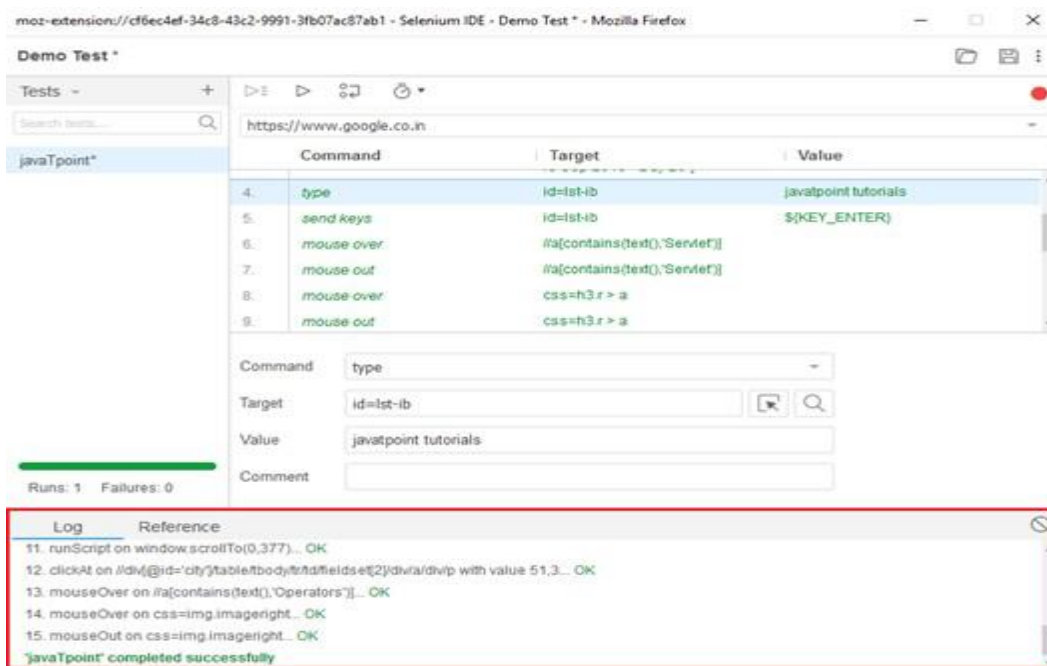 moz-extension://cf6ec4ef-34c8-43c2-9991-3fb07ac87ab1 - Selenium IDE - Demo Test * - Mozilla Firefox
Demo Test *
Tests
Search tests...
javaTpoint*
Runs: 1 Failures: 0
https://www.google.co.in
Command Target Value
4. type id=lst-ib javatpoint tutorials
5. send keys id=lst-ib ${KEY_ENTER}
6. mouse over //a[contains(text(),'Servlet')]
7. mouse out //a[contains(text(),'Servlet')]
8. mouse over css=h3.r > a
9. mouse out css=h3.r > a
Command type
Target id=lst-ib
Value javatpoint tutorials
Comment
Log Reference
11. runScript on window.scrollTo(0,377)... OK
12. clickAt on //div[@id='city']/table/tbody/tr/td/fieldset[2]/div/a/div/p with value 51,3... OK
13. mouseOver on //a[contains(text(),'Operators')]... OK
14. mouseOver on css=img.imageright... OK
15. mouseOut on css=img.imageright... OK
'javaTpoint' completed successfully